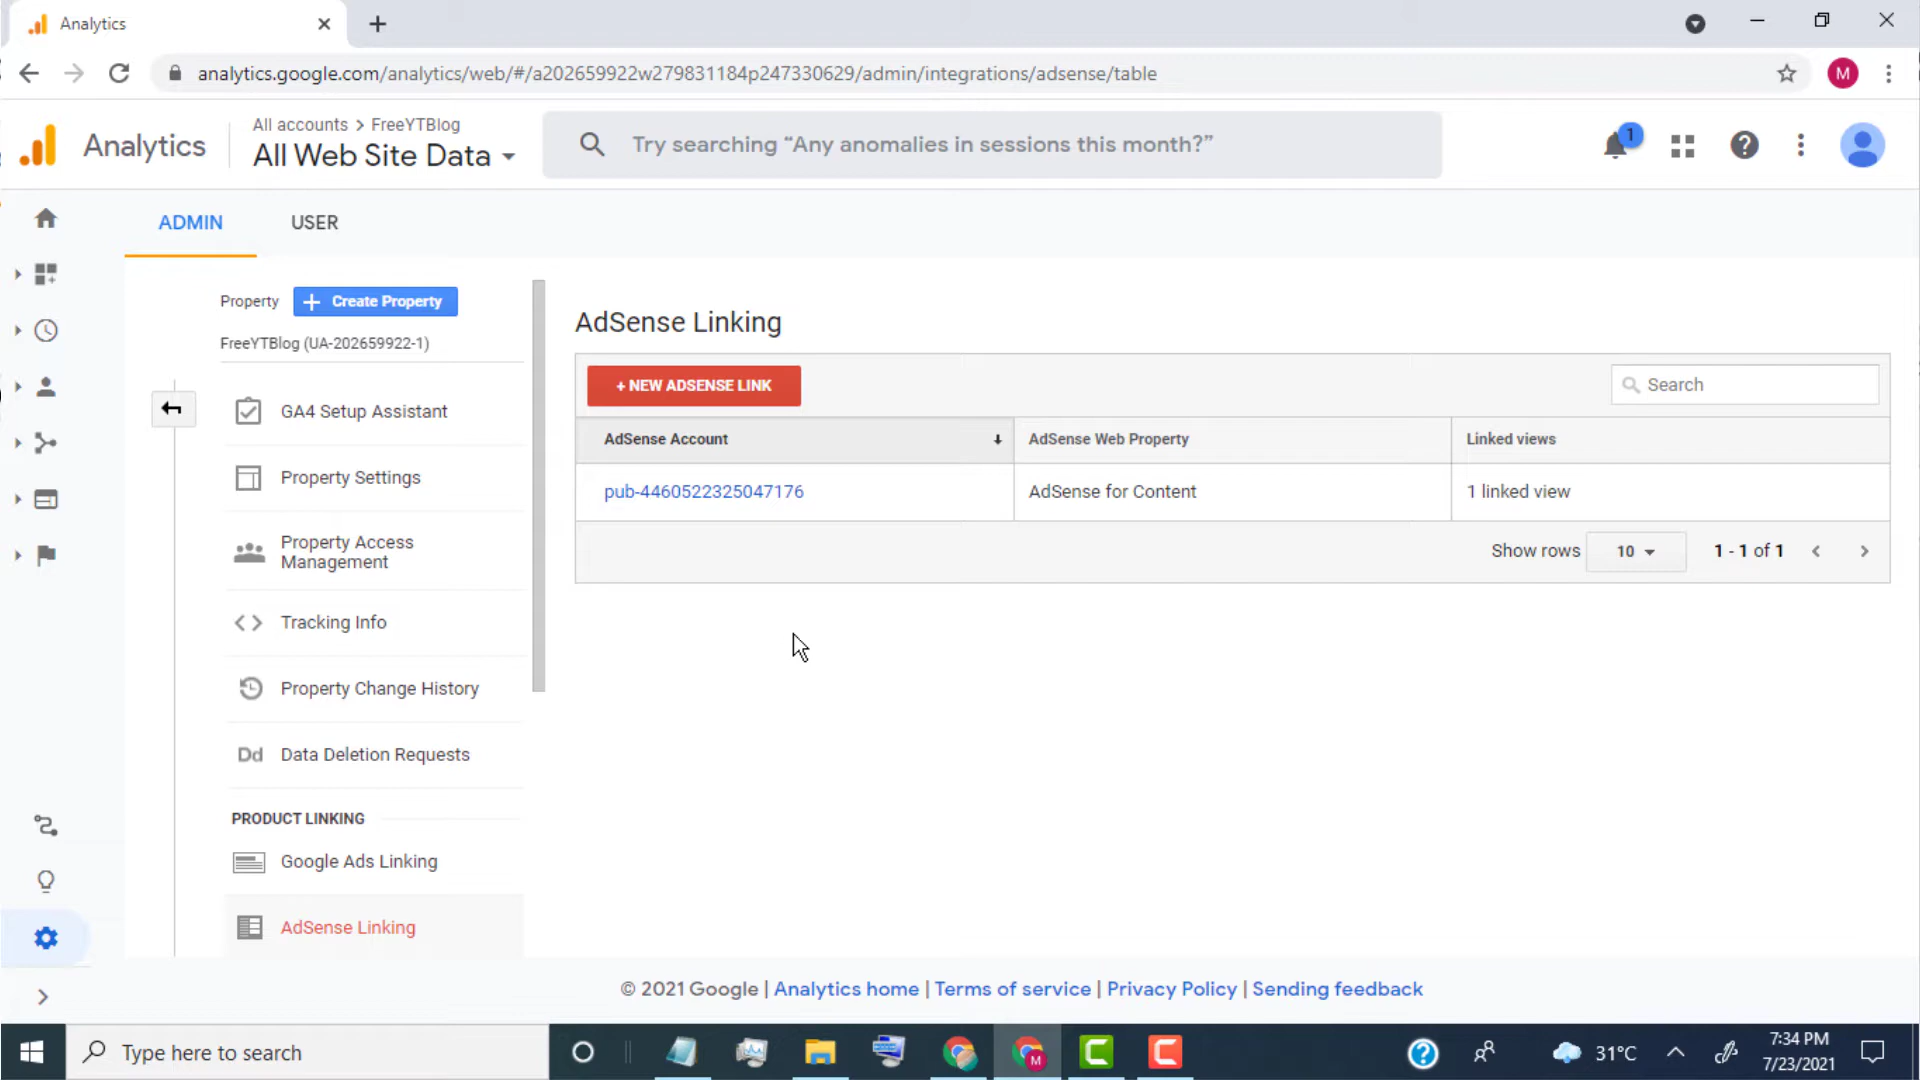 Analytics
analytics.google.com/analytics/web/#/a202659922w279831184p247330629/admin/integrations/adsense/table
M
Analytics
All accounts > FreeYTBlog
All Web Site Data
Try searching “Any anomalies in sessions this month?”
1
ADMIN
USER
Property
Create Property
FreeYTBlog (UA-202659922-1)
GA4 Setup Assistant
Property Settings
Property Access
Management
Tracking Info
Property Change History
Dd Data Deletion Requests
PRODUCT LINKING
Google Ads Linking
AdSense Linking
AdSense Linking
+ NEW ADSENSE LINK
Search
AdSense Account
AdSense Web Property
Linked views
pub-4460522325047176
AdSense for Content
1 linked view
Show rows
10
1 - 1 of 1
© 2021 Google | Analytics home | Terms of service | Privacy Policy | Sending feedback
Type here to search
M
31°C
7:34 PM
7/23/2021